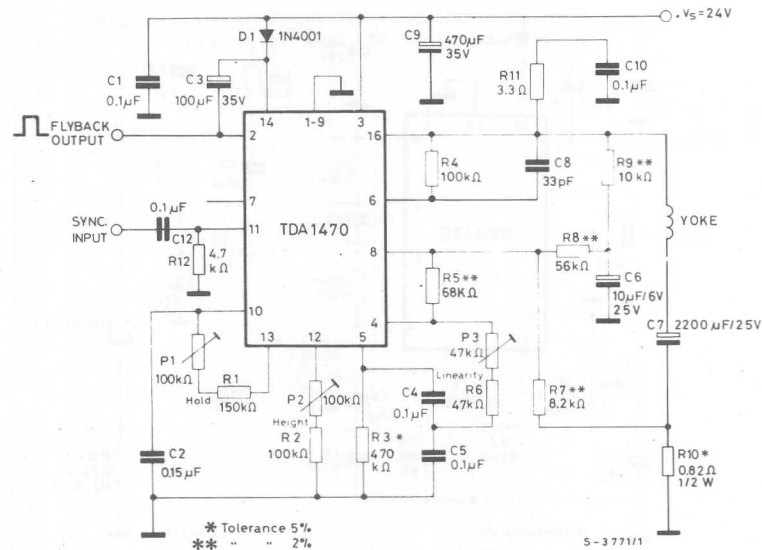 +VS=24V
D1
1N4001
C9
470µF
35V
C1
0.1µF
C3
100µF
35V
R11
3.3Ω
C10
0.1µF
FLYBACK
OUTPUT
14
1-9
3
2
16
R4
100kΩ
C8
33pF
R9**
10kΩ
7
6
YOKE
SYNC.
INPUT
0.1µF
C12
11
TDA1470
R12
4.7
kΩ
8
R8**
56kΩ
R5**
68KΩ
C6
10µF/6V
25V
10
4
13
12
5
P1
100kΩ
Hold
R1
150kΩ
P2
100kΩ
Height
R2
100kΩ
P3
47kΩ
Linearity
R6
47kΩ
C7
2200µF/25V
C4
0.1µF
R7**
8.2kΩ
C2
0.15µF
R3*
470
kΩ
C5
0.1µF
R10*
0.82Ω
1/2 W
* Tolerance 5%
** " " 2%
S-3771/1